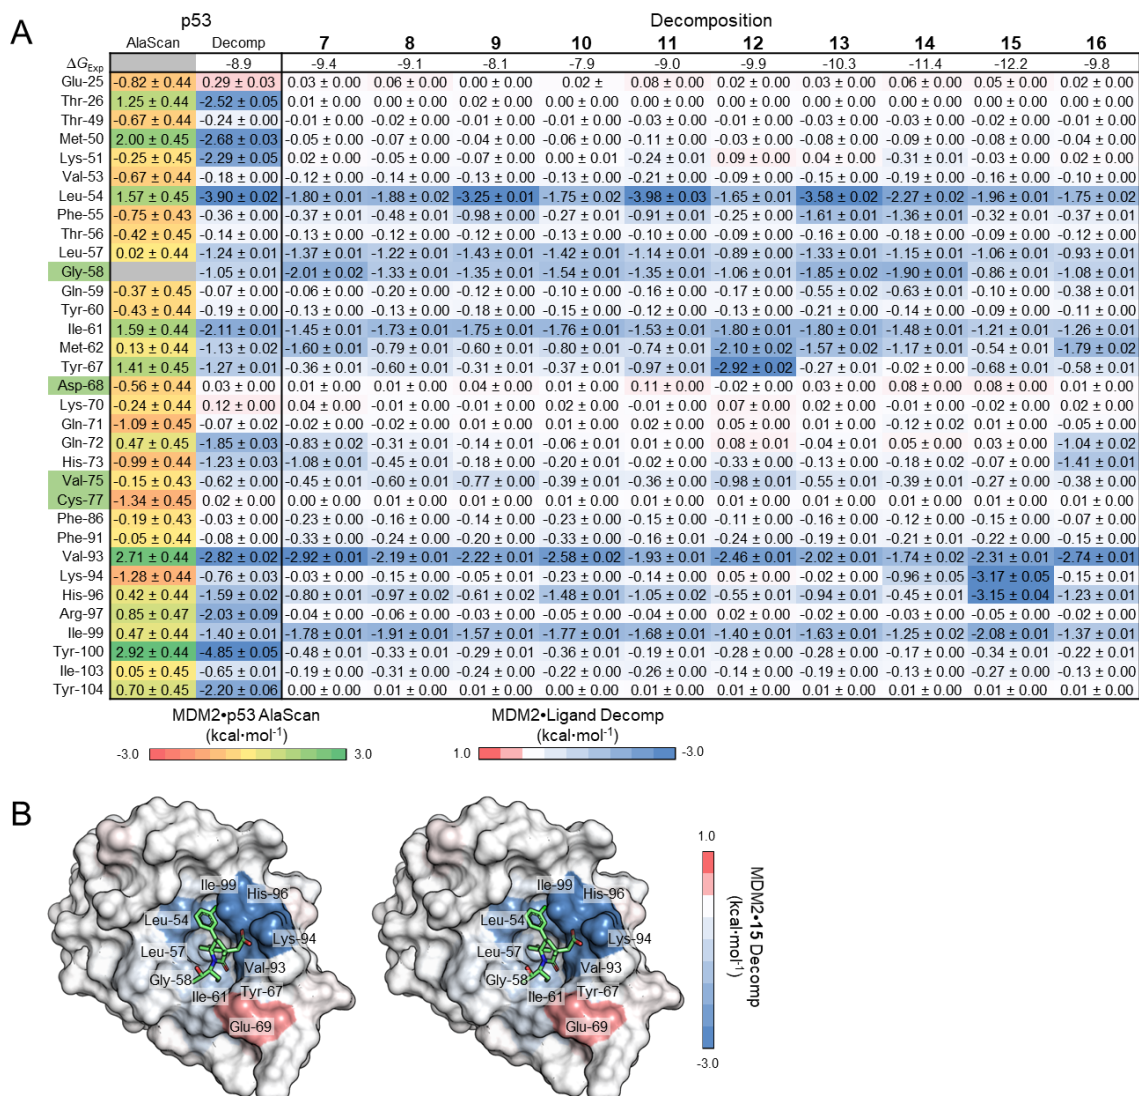 A
p53 Decomposition
AlaScan Decomp 7 8 9 10 11 12 13 14 15 16
ΔG_Exp -8.9 -9.4 -9.1 -8.1 -7.9 -9.0 -9.9 -10.3 -12.2 -9.8
Glu-25 -0.82 ± 0.44 0.29 ± 0.03 0.03 ± 0.00 0.06 ± 0.00 0.03 ± 0.00 0.02 ± 0.08 ± 0.00 0.02 ± 0.00 0.03 ± 0.00 0.06 ± 0.00 0.05 ± 0.00 0.02 ± 0.00
Thr-26 1.25 ± 0.44 -2.52 ± 0.05 0.01 ± 0.00 0.00 ± 0.00 0.02 ± 0.00 0.00 ± 0.00 0.00 ± 0.00 0.00 ± 0.00 0.00 ± 0.00 0.00 ± 0.00 0.00 ± 0.00 0.00 ± 0.00
Thr-49 -0.67 ± 0.44 -0.24 ± 0.00 -0.01 ± 0.00 -0.02 ± 0.00 -0.01 ± 0.00 -0.01 ± 0.00 -0.03 ± 0.00 -0.01 ± 0.00 -0.03 ± 0.00 -0.03 ± 0.00 -0.02 ± 0.00 -0.01 ± 0.00
Met-50 2.00 ± 0.45 -2.68 ± 0.03 -0.05 ± 0.00 -0.07 ± 0.00 -0.04 ± 0.00 -0.06 ± 0.00 -0.11 ± 0.00 -0.03 ± 0.00 -0.08 ± 0.00 -0.04 ± 0.00 -0.08 ± 0.00 -0.04 ± 0.00
Lys-51 -0.25 ± 0.45 -2.29 ± 0.05 0.02 ± 0.00 -0.05 ± 0.00 -0.07 ± 0.00 0.00 ± 0.01 -0.24 ± 0.01 0.09 ± 0.00 0.04 ± 0.00 -0.31 ± 0.01 -0.03 ± 0.00 0.02 ± 0.00
Val-53 -0.67 ± 0.44 -0.18 ± 0.00 -0.12 ± 0.00 -0.14 ± 0.00 -0.13 ± 0.00 -0.13 ± 0.00 -0.21 ± 0.00 -0.09 ± 0.00 -0.15 ± 0.00 -0.19 ± 0.00 -0.16 ± 0.00 -0.10 ± 0.00
Leu-54 1.57 ± 0.45 -3.90 ± 0.02 -1.80 ± 0.01 -1.88 ± 0.02 -3.25 ± 0.01 -1.75 ± 0.02 -3.98 ± 0.03 -1.65 ± 0.01 -3.58 ± 0.02 -2.27 ± 0.02 -1.96 ± 0.01 -1.75 ± 0.02
Phe-55 -0.75 ± 0.43 -0.36 ± 0.00 -0.37 ± 0.01 -0.48 ± 0.01 -0.98 ± 0.00 -0.27 ± 0.01 -0.91 ± 0.01 -0.25 ± 0.00 -1.61 ± 0.01 -1.36 ± 0.01 -0.32 ± 0.01 -0.37 ± 0.01
Thr-56 -0.42 ± 0.45 -0.14 ± 0.00 -0.13 ± 0.00 -0.12 ± 0.00 -0.12 ± 0.00 -0.13 ± 0.00 -0.13 ± 0.00 -0.09 ± 0.00 -0.18 ± 0.00 -0.16 ± 0.00 -0.09 ± 0.00 -0.12 ± 0.00
Leu-57 0.02 ± 0.44 -1.24 ± 0.01 -1.37 ± 0.01 -1.22 ± 0.01 -1.43 ± 0.01 -1.42 ± 0.01 -1.14 ± 0.01 -0.89 ± 0.00 -1.33 ± 0.01 -1.15 ± 0.01 -1.06 ± 0.01 -0.93 ± 0.01
Gly-58 -1.05 ± 0.01 -2.01 ± 0.02 -1.33 ± 0.01 -1.35 ± 0.01 -1.54 ± 0.01 -1.35 ± 0.01 -1.06 ± 0.01 -1.85 ± 0.02 -1.90 ± 0.01 -0.86 ± 0.01 -1.08 ± 0.01
Gln-59 -0.37 ± 0.45 -0.07 ± 0.00 -0.06 ± 0.00 -0.20 ± 0.00 -0.12 ± 0.00 -0.10 ± 0.00 -0.16 ± 0.00 -0.17 ± 0.00 -0.55 ± 0.02 -0.63 ± 0.01 -0.10 ± 0.00 -0.38 ± 0.01
Tyr-60 -0.43 ± 0.44 -0.19 ± 0.00 -0.13 ± 0.00 -0.13 ± 0.00 -0.18 ± 0.00 -0.15 ± 0.00 -0.12 ± 0.00 -0.13 ± 0.00 -0.21 ± 0.00 -0.14 ± 0.00 -0.09 ± 0.00 -0.11 ± 0.00
Ile-61 1.59 ± 0.44 -2.11 ± 0.01 -1.45 ± 0.01 -1.73 ± 0.01 -1.75 ± 0.01 -1.76 ± 0.01 -1.53 ± 0.01 -1.80 ± 0.01 -1.80 ± 0.01 -1.48 ± 0.01 -1.21 ± 0.01 -1.26 ± 0.01
Met-62 0.13 ± 0.44 -1.13 ± 0.02 -1.60 ± 0.01 -0.79 ± 0.01 -0.60 ± 0.01 -0.80 ± 0.01 -0.74 ± 0.01 -2.10 ± 0.02 -1.57 ± 0.02 -1.17 ± 0.01 -0.54 ± 0.01 -1.79 ± 0.02
Tyr-67 1.41 ± 0.45 -1.27 ± 0.01 -0.36 ± 0.01 -0.60 ± 0.01 -0.31 ± 0.01 -0.37 ± 0.01 -0.97 ± 0.01 -2.92 ± 0.02 -0.37 ± 0.01 -0.02 ± 0.00 -0.68 ± 0.01 -0.58 ± 0.01
Asp-68 -0.56 ± 0.44 0.03 ± 0.00 0.01 ± 0.00 0.01 ± 0.00 0.04 ± 0.00 0.01 ± 0.00 0.11 ± 0.00 -0.02 ± 0.00 0.03 ± 0.00 0.08 ± 0.00 0.08 ± 0.00 0.01 ± 0.00
Lys-70 -0.24 ± 0.44 0.12 ± 0.00 0.04 ± 0.00 -0.01 ± 0.00 -0.01 ± 0.00 0.02 ± 0.00 -0.01 ± 0.00 0.07 ± 0.00 0.02 ± 0.00 -0.01 ± 0.00 -0.02 ± 0.00 0.02 ± 0.00
Gln-71 -1.09 ± 0.45 -0.07 ± 0.02 -0.02 ± 0.00 -0.02 ± 0.00 0.01 ± 0.00 0.01 ± 0.00 0.02 ± 0.00 0.05 ± 0.00 -0.01 ± 0.00 -0.12 ± 0.02 0.01 ± 0.00 -0.05 ± 0.00
Gln-72 0.47 ± 0.45 -1.85 ± 0.03 -0.83 ± 0.02 -0.31 ± 0.01 -0.14 ± 0.01 -0.06 ± 0.01 0.01 ± 0.00 0.08 ± 0.01 -0.04 ± 0.01 0.05 ± 0.00 0.03 ± 0.00 -1.04 ± 0.02
His-73 -0.99 ± 0.44 -1.23 ± 0.03 -1.08 ± 0.01 -0.45 ± 0.01 -0.18 ± 0.01 -0.20 ± 0.01 -0.02 ± 0.00 -0.33 ± 0.00 -0.13 ± 0.00 -0.18 ± 0.02 -0.07 ± 0.00 -1.41 ± 0.01
Val-75 -0.15 ± 0.43 -0.62 ± 0.00 -0.45 ± 0.01 -0.60 ± 0.01 -0.77 ± 0.00 -0.39 ± 0.01 -0.36 ± 0.00 -0.98 ± 0.01 -0.55 ± 0.01 -0.39 ± 0.01 -0.27 ± 0.00 -0.38 ± 0.00
Cys-77 -1.34 ± 0.45 0.02 ± 0.00 0.01 ± 0.00 0.01 ± 0.00 0.01 ± 0.00 0.01 ± 0.00 0.01 ± 0.00 0.01 ± 0.00 0.01 ± 0.00 0.01 ± 0.00 0.01 ± 0.00 0.01 ± 0.00
Phe-86 -0.19 ± 0.43 -0.03 ± 0.00 -0.23 ± 0.00 -0.16 ± 0.00 -0.14 ± 0.00 -0.23 ± 0.00 -0.15 ± 0.00 -0.11 ± 0.00 -0.16 ± 0.00 -0.12 ± 0.00 -0.15 ± 0.00 -0.07 ± 0.00
Phe-91 -0.05 ± 0.44 -0.08 ± 0.00 -0.33 ± 0.00 -0.24 ± 0.00 -0.20 ± 0.00 -0.33 ± 0.00 -0.16 ± 0.00 -0.24 ± 0.00 -0.19 ± 0.00 -0.21 ± 0.01 -0.22 ± 0.00 -0.15 ± 0.00
Val-93 2.71 ± 0.44 -2.82 ± 0.02 -2.92 ± 0.01 -2.19 ± 0.01 -2.22 ± 0.01 -2.58 ± 0.02 -1.93 ± 0.01 -2.46 ± 0.01 -2.02 ± 0.01 -1.74 ± 0.02 -2.31 ± 0.01 -2.74 ± 0.01
Lys-94 -1.28 ± 0.44 -0.76 ± 0.03 -0.03 ± 0.00 -0.15 ± 0.00 -0.05 ± 0.01 -0.23 ± 0.00 -0.14 ± 0.00 0.05 ± 0.00 -0.02 ± 0.00 -0.96 ± 0.05 -3.17 ± 0.05 -0.15 ± 0.01
His-96 0.42 ± 0.44 -1.59 ± 0.02 -0.80 ± 0.01 -0.97 ± 0.02 -0.61 ± 0.02 -1.48 ± 0.01 -1.05 ± 0.02 -0.55 ± 0.01 -0.94 ± 0.01 -0.45 ± 0.01 -3.15 ± 0.04 -1.23 ± 0.01
Arg-97 0.85 ± 0.47 -2.03 ± 0.09 -0.04 ± 0.00 -0.06 ± 0.00 -0.03 ± 0.00 -0.05 ± 0.00 -0.04 ± 0.00 0.02 ± 0.00 -0.02 ± 0.00 -0.02 ± 0.00 -0.04 ± 0.00 -0.02 ± 0.00
Ile-99 0.47 ± 0.44 -1.40 ± 0.01 -1.78 ± 0.01 -1.91 ± 0.01 -1.57 ± 0.01 -1.77 ± 0.01 -1.68 ± 0.01 -1.40 ± 0.01 -1.63 ± 0.01 -1.25 ± 0.02 -2.08 ± 0.01 -1.37 ± 0.01
Tyr-100 2.92 ± 0.44 -4.85 ± 0.05 -0.48 ± 0.01 -0.33 ± 0.01 -0.29 ± 0.01 -0.36 ± 0.01 -0.19 ± 0.01 -0.28 ± 0.00 -0.28 ± 0.00 -0.17 ± 0.00 -0.34 ± 0.01 -0.22 ± 0.01
Ile-103 0.05 ± 0.45 -0.65 ± 0.01 -0.19 ± 0.00 -0.31 ± 0.00 -0.24 ± 0.00 -0.22 ± 0.00 -0.26 ± 0.00 -0.14 ± 0.00 -0.22 ± 0.00 -0.13 ± 0.00 -0.27 ± 0.01 -0.13 ± 0.00
Tyr-104 0.70 ± 0.45 -2.20 ± 0.06 0.00 ± 0.00 0.01 ± 0.00 0.01 ± 0.00 0.00 ± 0.00 0.01 ± 0.00 0.01 ± 0.00 0.01 ± 0.00 0.01 ± 0.00 0.01 ± 0.00 0.01 ± 0.00
MDM2•p53 AlaScan MDM2•Ligand Decomp
(kcal•mol⁻¹) (kcal•mol⁻¹)
-3.0 3.0 1.0 -3.0
B
Ile-99
His-96
Leu-54
Lys-94
Leu-57
Val-93
Gly-58
Tyr-67
Ile-61
Glu-69
Ile-99
His-96
Leu-54
Lys-94
Leu-57
Val-93
Gly-58
Tyr-67
Ile-61
Glu-69
1.0
MDM2•15 Decomp
(kcal•mol⁻¹)
-3.0